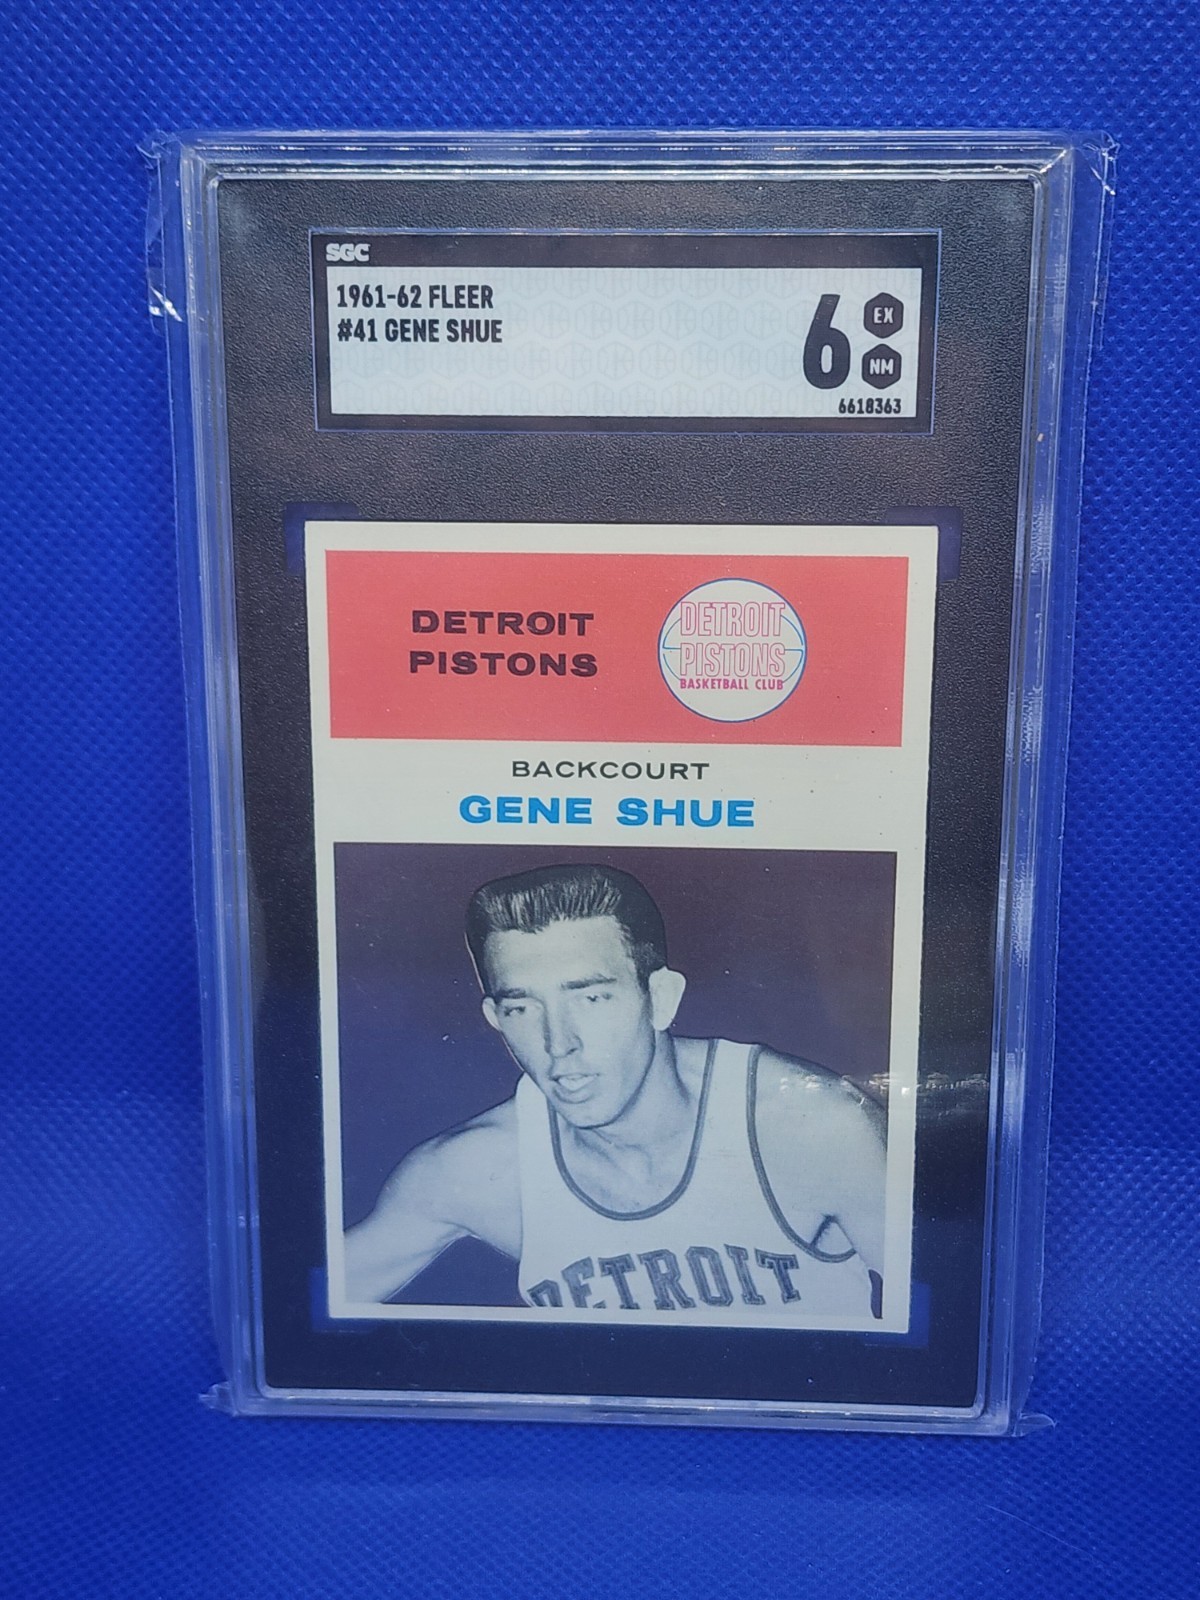 SGC
1961-62 FLEER
#41 GENE SHUE
6
EX
NM
6618363
DETROIT
PISTONS
DETROIT
PISTONS
BASKETBALL CLUB
BACKCOURT
GENE SHUE
DETROIT